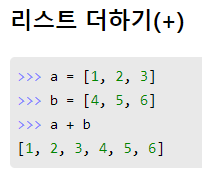 리스트 더하기(+)
>>> a = [1, 2, 3]
>>> b = [4, 5, 6]
>>> a + b
[1, 2, 3, 4, 5, 6]